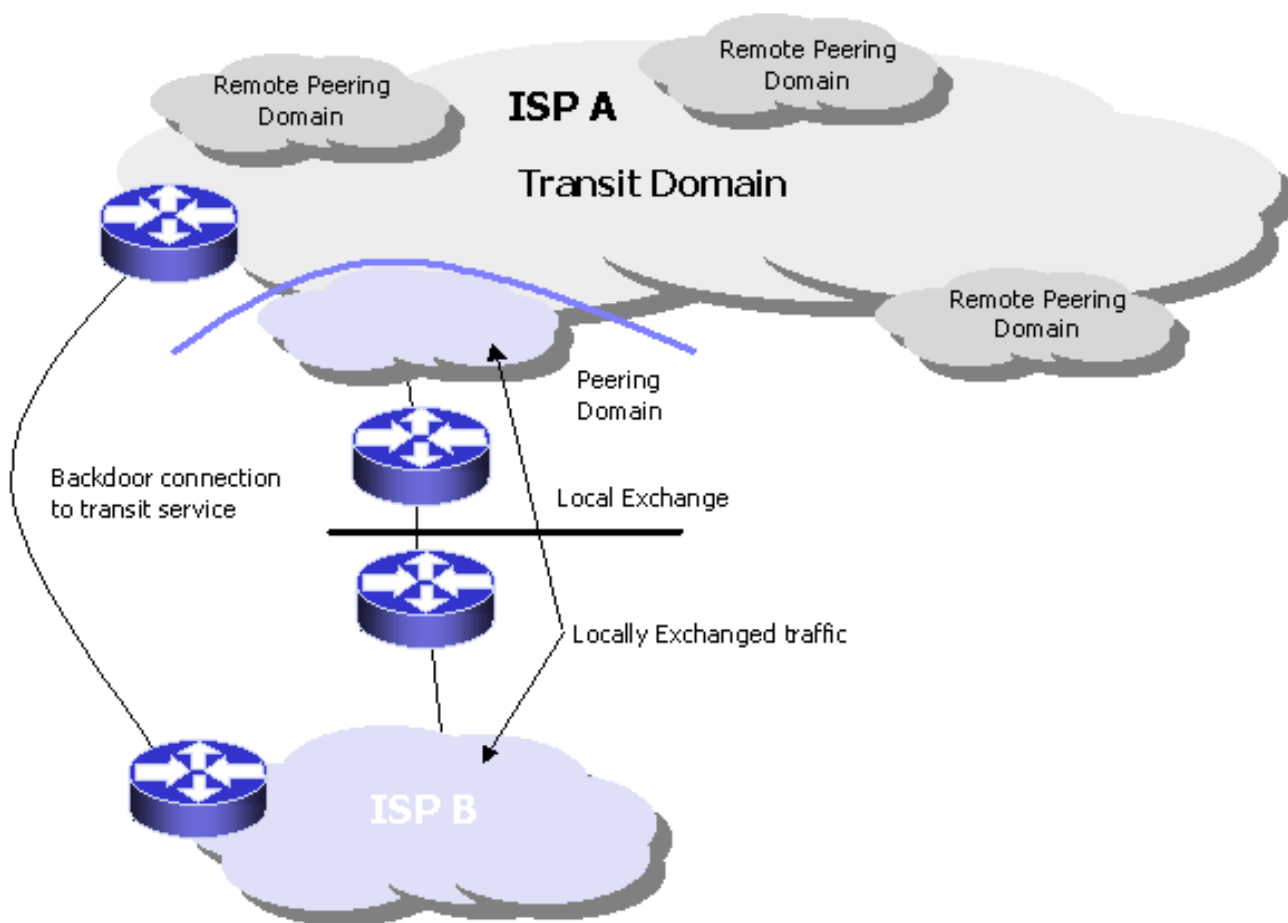 Remote Peering
Domain
Remote Peering
Domain
ISP A
Transit Domain
Remote Peering
Domain
Peering
Domain
Backdoor connection
to transit service
Local Exchange
Locally Exchanged traffic
ISP B